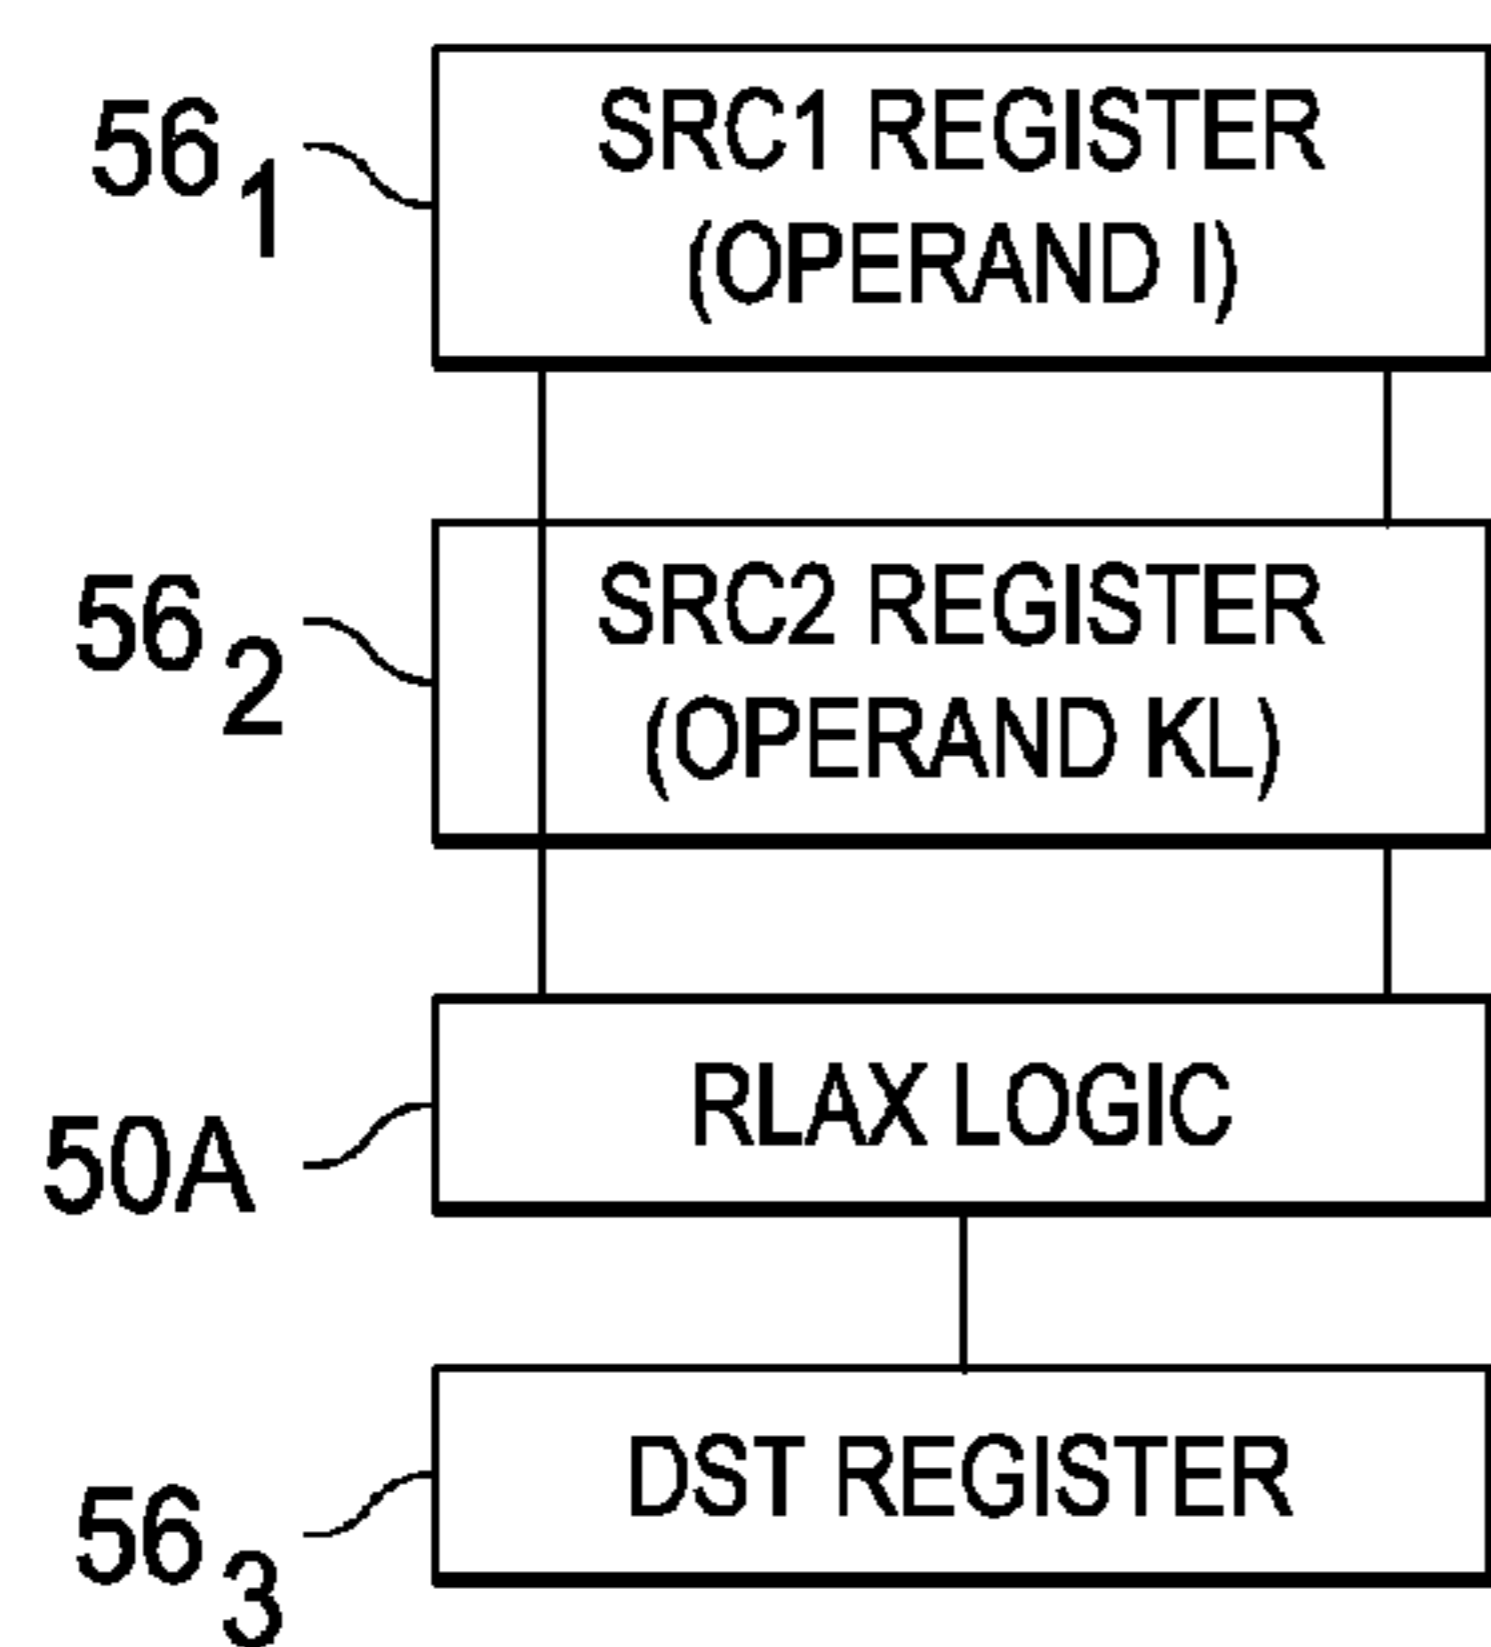 56₁
SRC1 REGISTER
(OPERAND I)
56₂
SRC2 REGISTER
(OPERAND KL)
50A
RLAX LOGIC
56₃
DST REGISTER